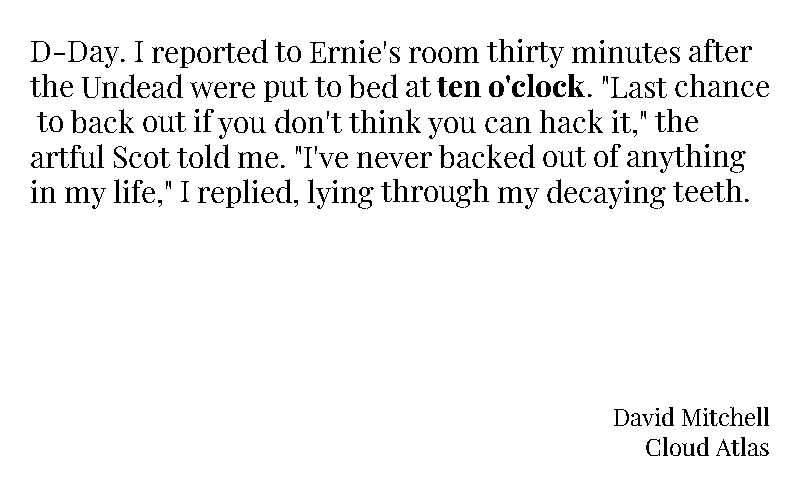 D-Day. I reported to Ernie's room thirty minutes after
the Undead were put to bed at ten o'clock. "Last chance
to back out if you don't think you can hack it," the
artful Scot told me. "I've never backed out of anything
in my life," I replied, lying through my decaying teeth.
David Mitchell
Cloud Atlas